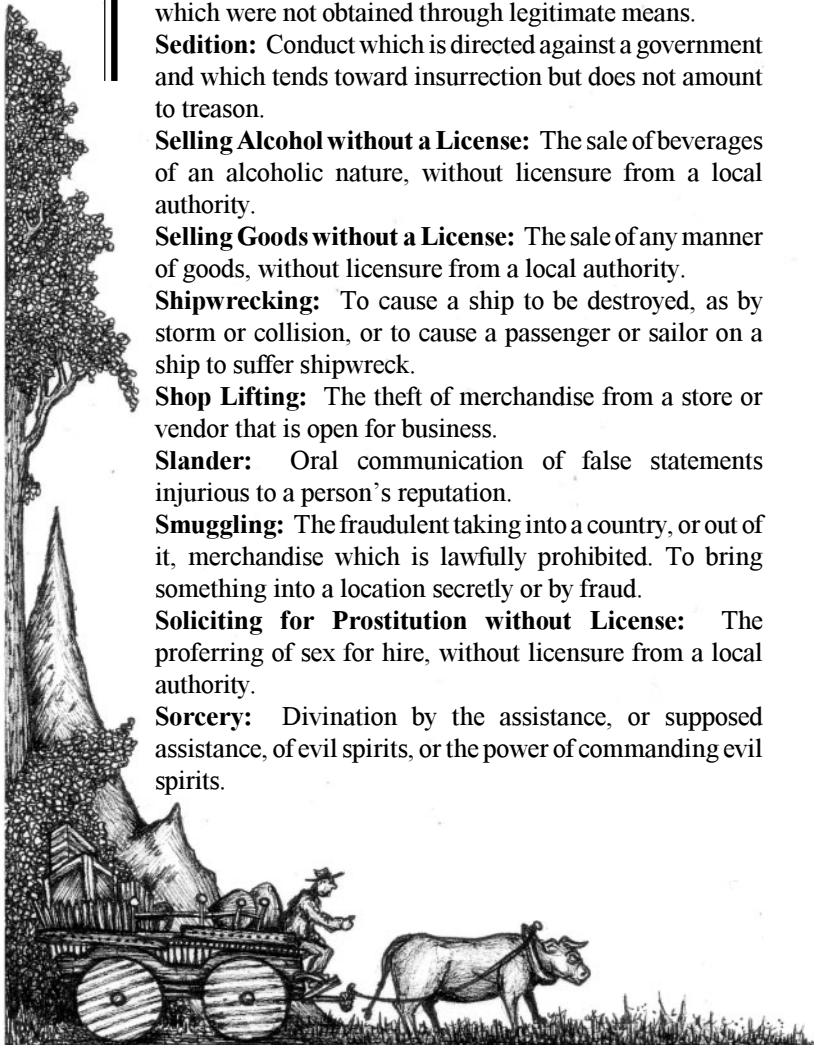 which were not obtained through legitimate means.
Sedition: Conduct which is directed against a government
and which tends toward insurrection but does not amount
to treason.
Selling Alcohol without a License: The sale of beverages
of an alcoholic nature, without licensure from a local
authority.
Selling Goods without a License: The sale of any manner
of goods, without licensure from a local authority.
Shipwrecking: To cause a ship to be destroyed, as by
storm or collision, or to cause a passenger or sailor on a
ship to suffer shipwreck.
Shop Lifting: The theft of merchandise from a store or
vendor that is open for business.
Slander: Oral communication of false statements
injurious to a person’s reputation.
Smuggling: The fraudulent taking into a country, or out of
it, merchandise which is lawfully prohibited. To bring
something into a location secretly or by fraud.
Soliciting for Prostitution without License: The
proferring of sex for hire, without licensure from a local
authority.
Sorcery: Divination by the assistance, or supposed
assistance, of evil spirits, or the power of commanding evil
spirits.